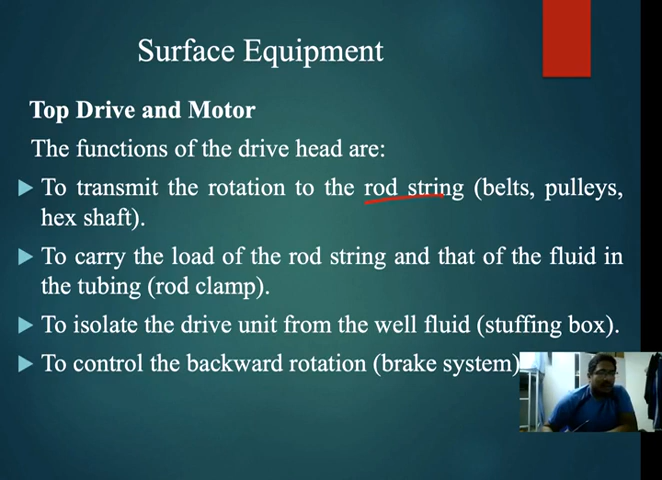 Surface Equipment
Top Drive and Motor
The functions of the drive head are:
To transmit the rotation to the rod string (belts, pulleys,
hex shaft).
To carry the load of the rod string and that of the fluid in
the tubing (rod clamp).
To isolate the drive unit from the well fluid (stuffing box).
To control the backward rotation (brake system)